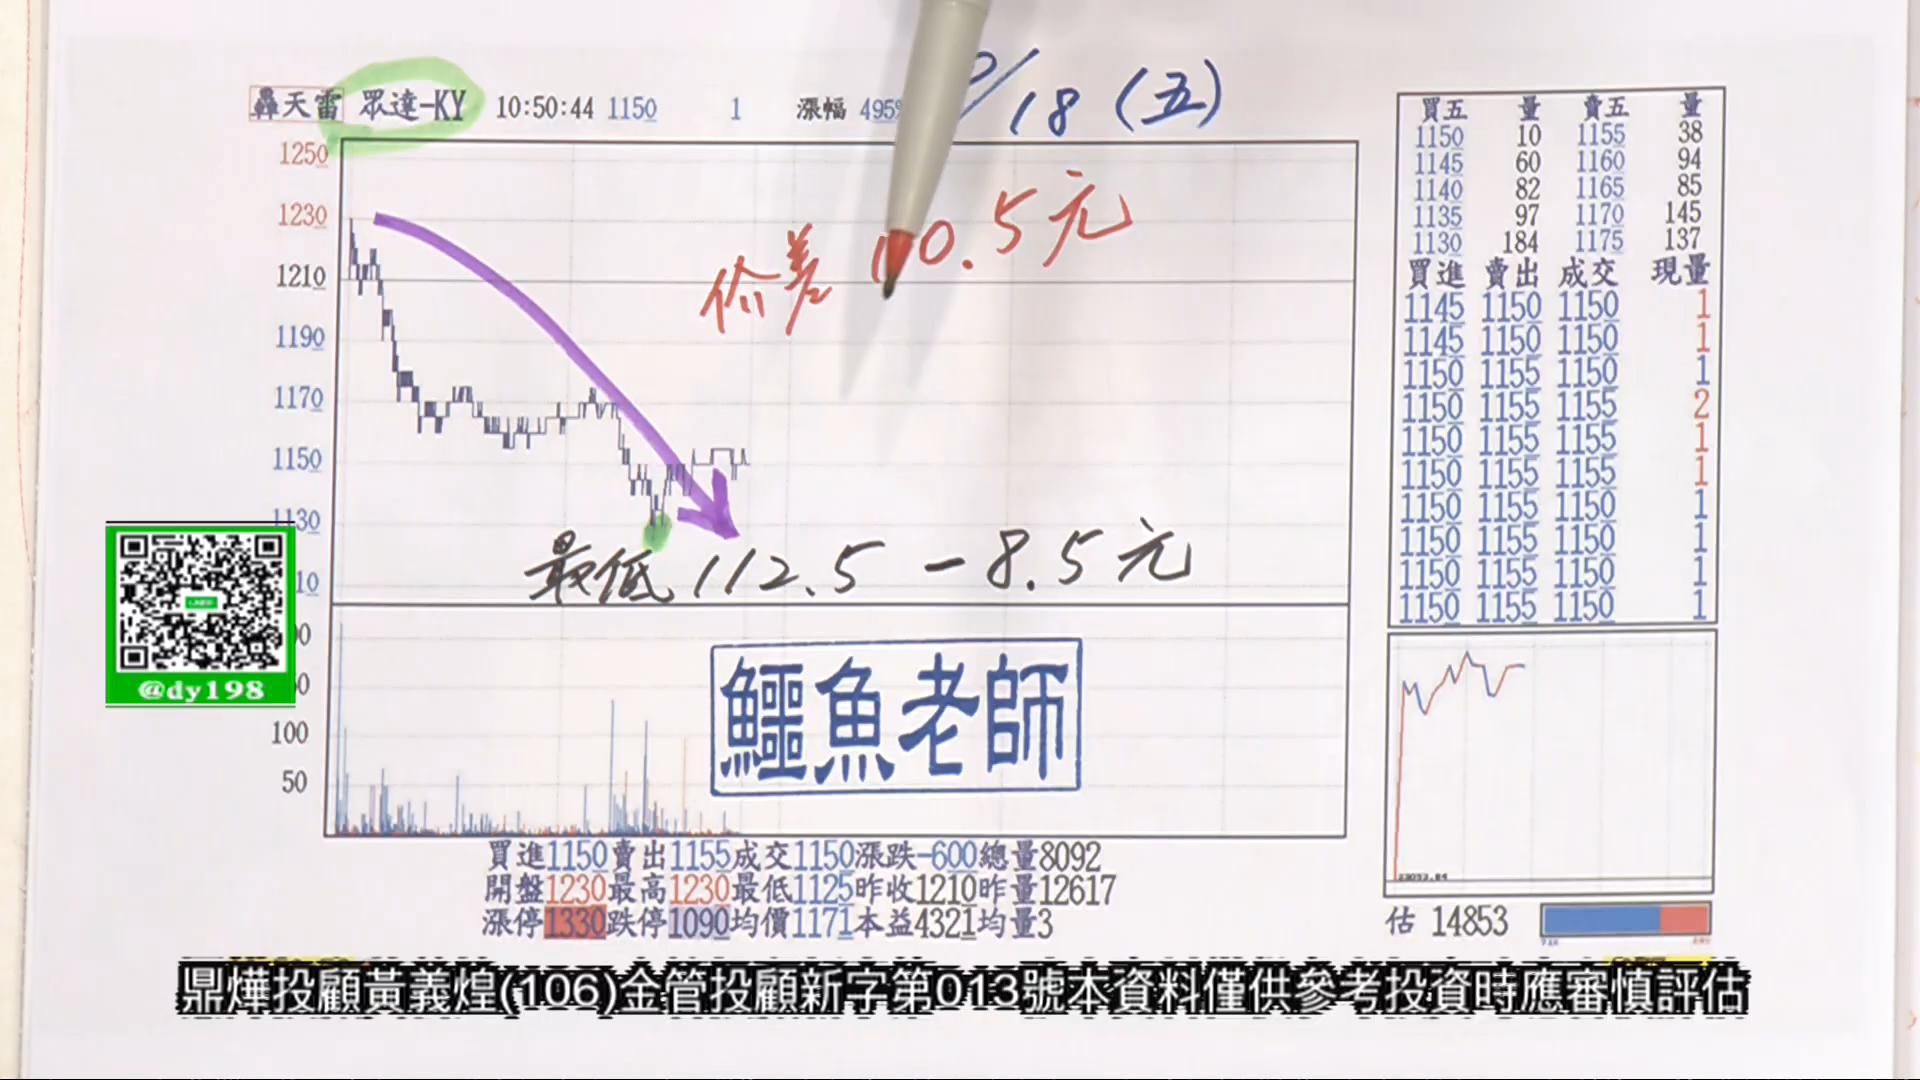 轟天雷 眾達-KY 10:50:44 1150 1 漲幅 495
/18 (五)
1250
1230
1210
1190
1170
1150
1130
10
價差 10.5元
最低 112.5 -8.5元
100
50
鱷魚老師
@dy198
買五 量 賣五 量
1150 10 1155 38
1145 60 1160 94
1140 82 1165 85
1135 97 1170 145
1130 184 1175 137
買進 賣出 成交 現量
1145 1150 1150 1
1145 1150 1150 1
1150 1155 1150 1
1150 1155 1155 2
1150 1155 1155 1
1150 1155 1155 1
1150 1155 1150 1
1150 1155 1150 1
1150 1155 1150 1
1150 1155 1150 1
估 14853
買進1150賣出1155成交1150漲跌-600總量8092
開盤1230最高1230最低1125昨收1210昨量12617
漲停1330跌停1090均價1171本益4321均量3
鼎燁投顧黃義煌(106)金管投顧新字第013號本資料僅供參考投資時應審慎評估